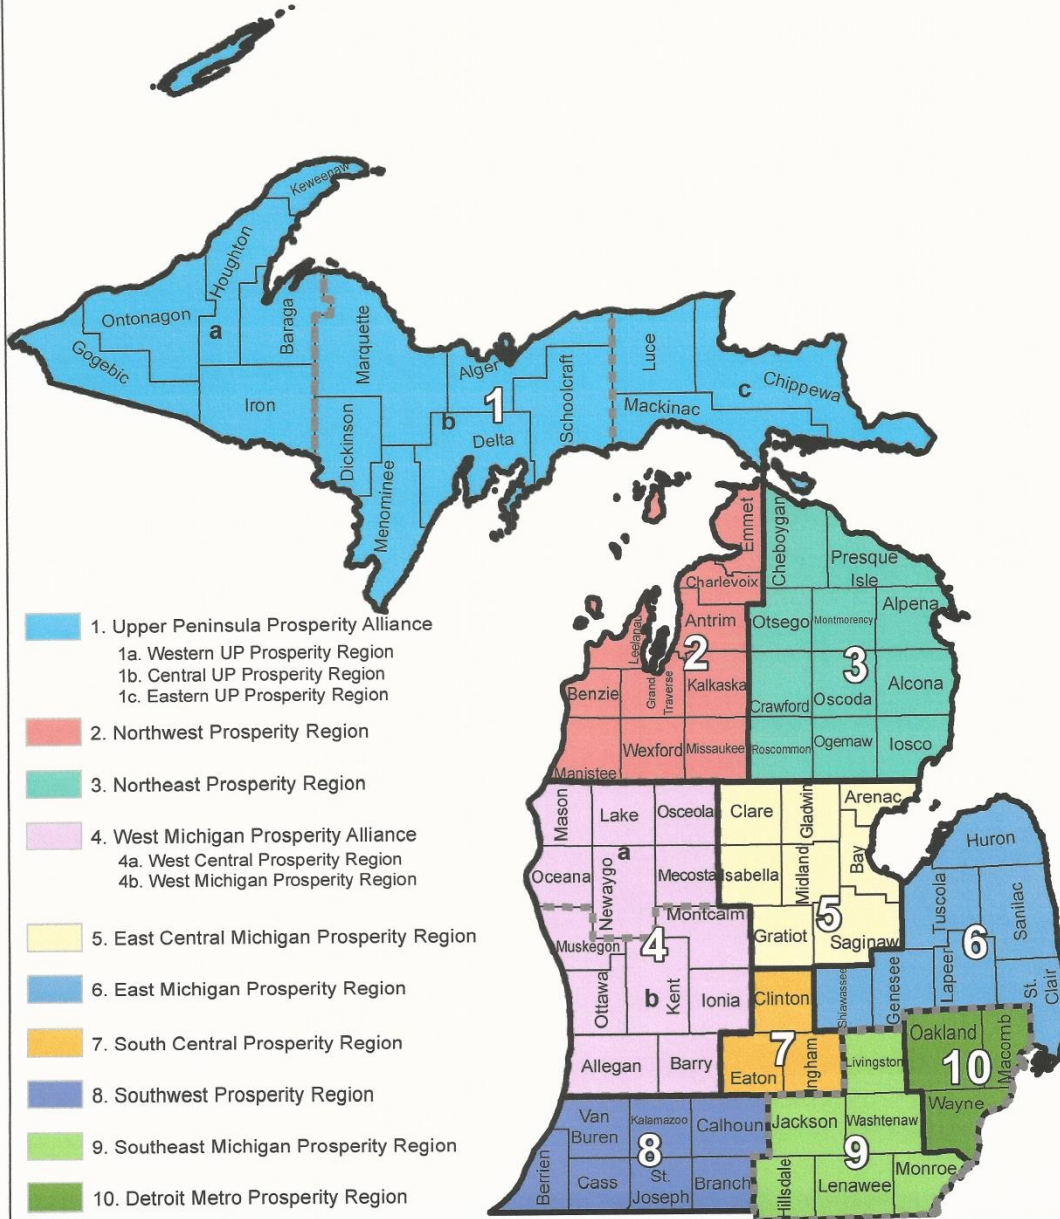 Keweenaw
Houghton
Ontonagon
a
Baraga
Gogebic
Iron
Marquette
Alger
1
Schoolcraft
Luce
c
Chippewa
Mackinac
b
Delta
Dickinson
Menominee
Emmet
Cheboygan
Presque
Isle
Charlevoix
Antrim
Otsego
Montmorency
Alpena
Leelanau
2
3
Benzie
Grand
Traverse
Kalkaska
Crawford
Oscoda
Alcona
Manistee
Wexford
Missaukee
Roscommon
Ogemaw
Iosco
Mason
Lake
Osceola
Clare
Gladwin
Arenac
a
Oceana
Newaygo
Mecosta
Isabella
Midland
Bay
Huron
5
Tuscola
Sanilac
Montcalm
Muskegon
4
Gratiot
Saginaw
6
Ottawa
b
Kent
Ionia
Clinton
Shiawassee
Genesee
Lapeer
St.
Clair
Allegan
Barry
7
Eaton
Ingham
Livingston
Oakland
Macomb
10
Wayne
Van
Buren
Kalamazoo
Calhoun
Jackson
Washtenaw
8
9
Berrien
Cass
St.
Joseph
Branch
Hillsdale
Lenawee
Monroe
1. Upper Peninsula Prosperity Alliance
1a. Western UP Prosperity Region
1b. Central UP Prosperity Region
1c. Eastern UP Prosperity Region
2. Northwest Prosperity Region
3. Northeast Prosperity Region
4. West Michigan Prosperity Alliance
4a. West Central Prosperity Region
4b. West Michigan Prosperity Region
5. East Central Michigan Prosperity Region
6. East Michigan Prosperity Region
7. South Central Prosperity Region
8. Southwest Prosperity Region
9. Southeast Michigan Prosperity Region
10. Detroit Metro Prosperity Region